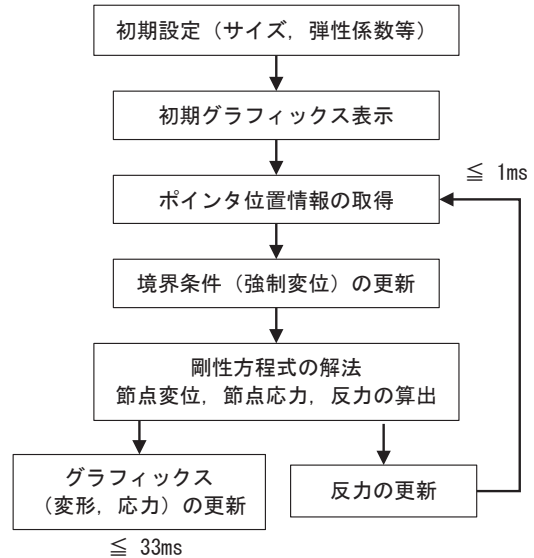 初期設定（サイズ，弾性係数等）
初期グラフィックス表示
≦ 1ms
ポインタ位置情報の取得
境界条件（強制変位）の更新
剛性方程式の解法
節点変位，節点応力，反力の算出
グラフィックス
（変形，応力）の更新
反力の更新
≦ 33ms